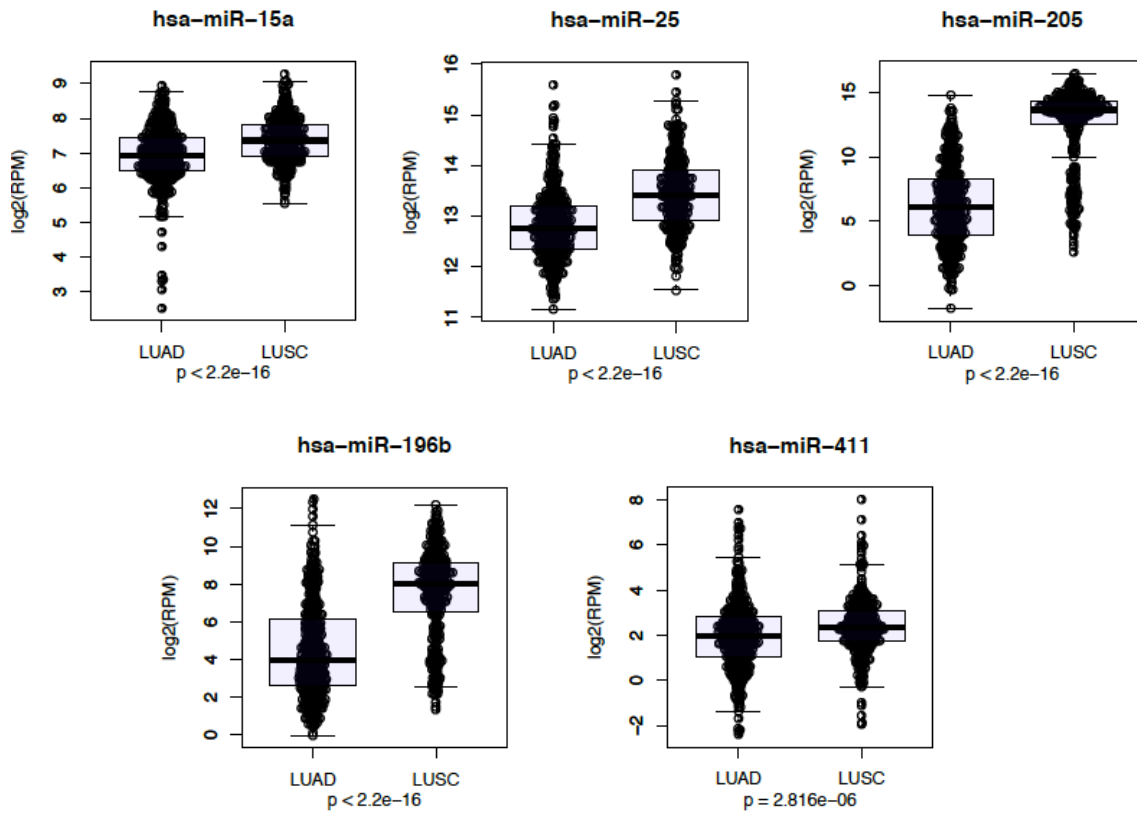 hsa−miR−15a
log2(RPM)
9
8
7
6
5
4
3
LUAD LUSC
p < 2.2e−16
hsa−miR−25
log2(RPM)
16
15
14
13
12
11
LUAD LUSC
p < 2.2e−16
hsa−miR−205
log2(RPM)
15
10
5
0
LUAD LUSC
p < 2.2e−16
hsa−miR−196b
log2(RPM)
12
10
8
6
4
2
0
LUAD LUSC
p < 2.2e−16
hsa−miR−411
log2(RPM)
8
6
4
2
0
−2
LUAD LUSC
p = 2.816e−06